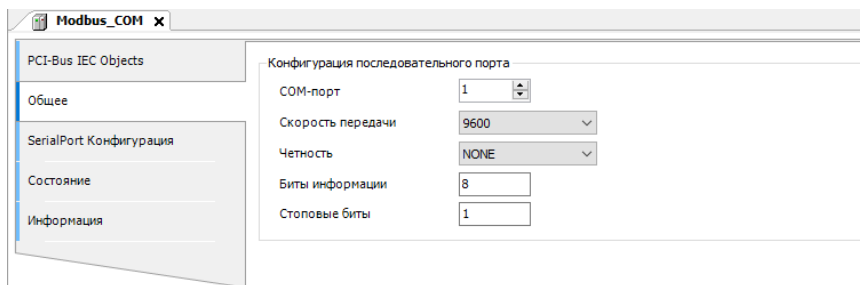 Modbus_COM x
PCI-Bus IEC Objects
Общее
SerialPort Конфигурация
Состояние
Информация
Конфигурация последовательного порта
COM-порт 1
Скорость передачи 9600
Четность NONE
Биты информации 8
Стоповые биты 1